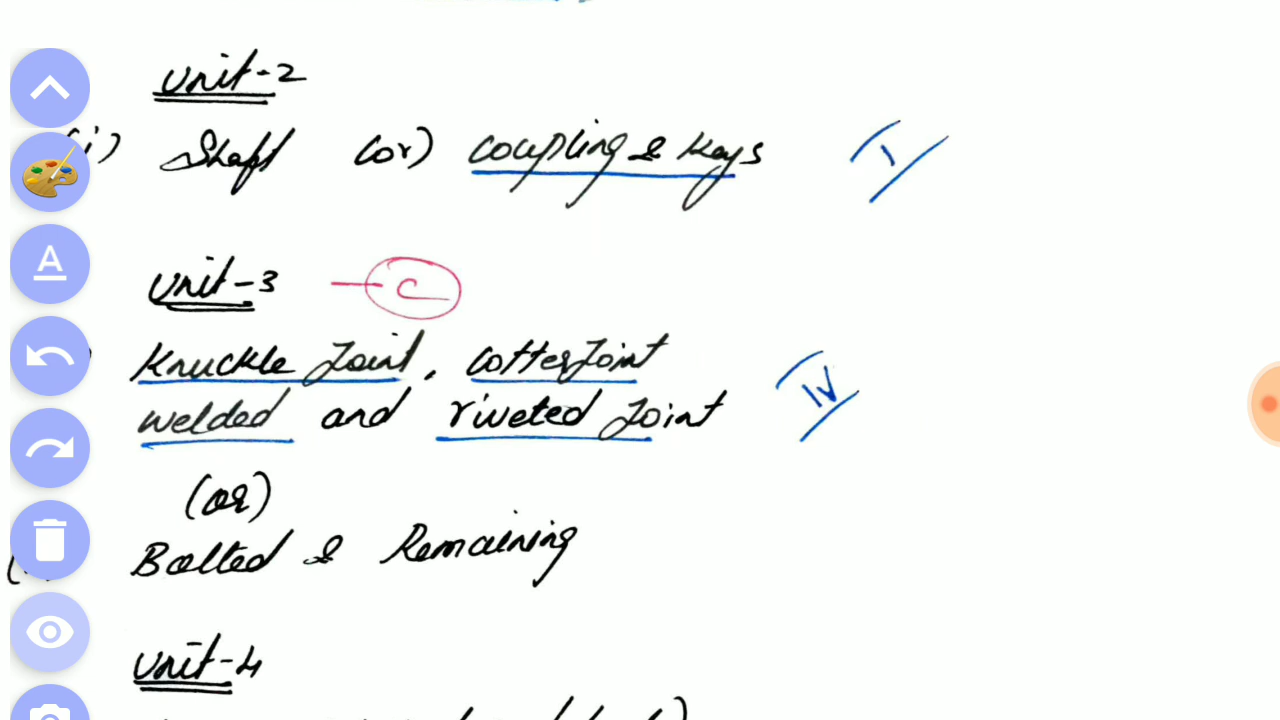 Unit-2
(i) Shaft (or) coupling & Keys I
Unit-3 — C
Knuckle Joint, Cotter Joint
welded and riveted Joint IV
(or)
Bolted & Remaining
Unit-4